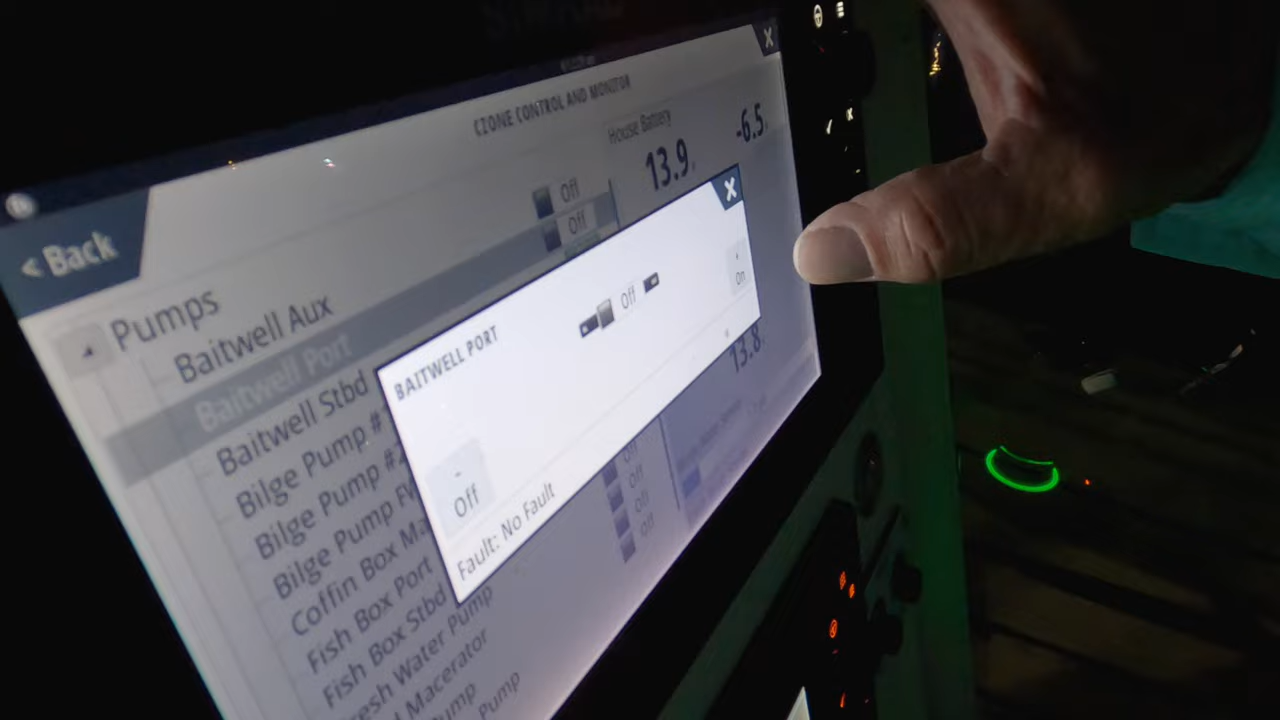 CZONE CONTROL AND MONITOR
X
< Back
House Battery
13.9
-6.5
Pumps
Baitwell Aux
Off
Baitwell Port
Off
Baitwell Stbd
Bilge Pump #
Bilge Pump #
Bilge Pump
Coffin Box
Fish Box Port
Fish Box Stbd
Fresh Water Pump
Macerator
Pump
Pump
BAITWELL PORT
X
Off
On
Off
Fault: No Fault
13.8
Off
Off
Off
Off